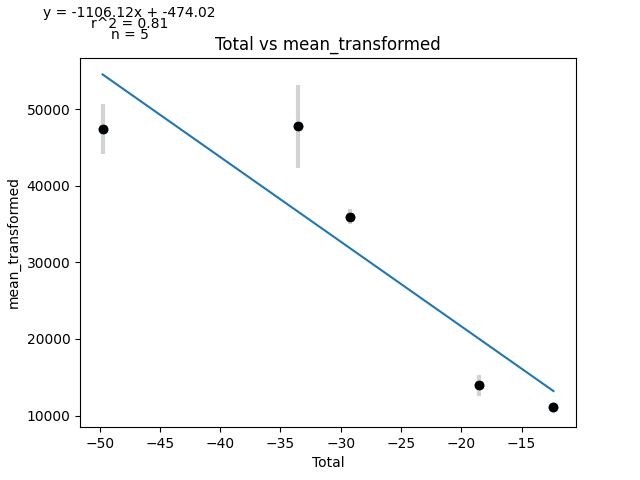 y = -1106.12x + -474.02
r^2 = 0.81
n = 5
Total vs mean_transformed
mean_transformed
50000
40000
30000
20000
10000
−50
−45
−40
−35
−30
−25
−20
−15
Total